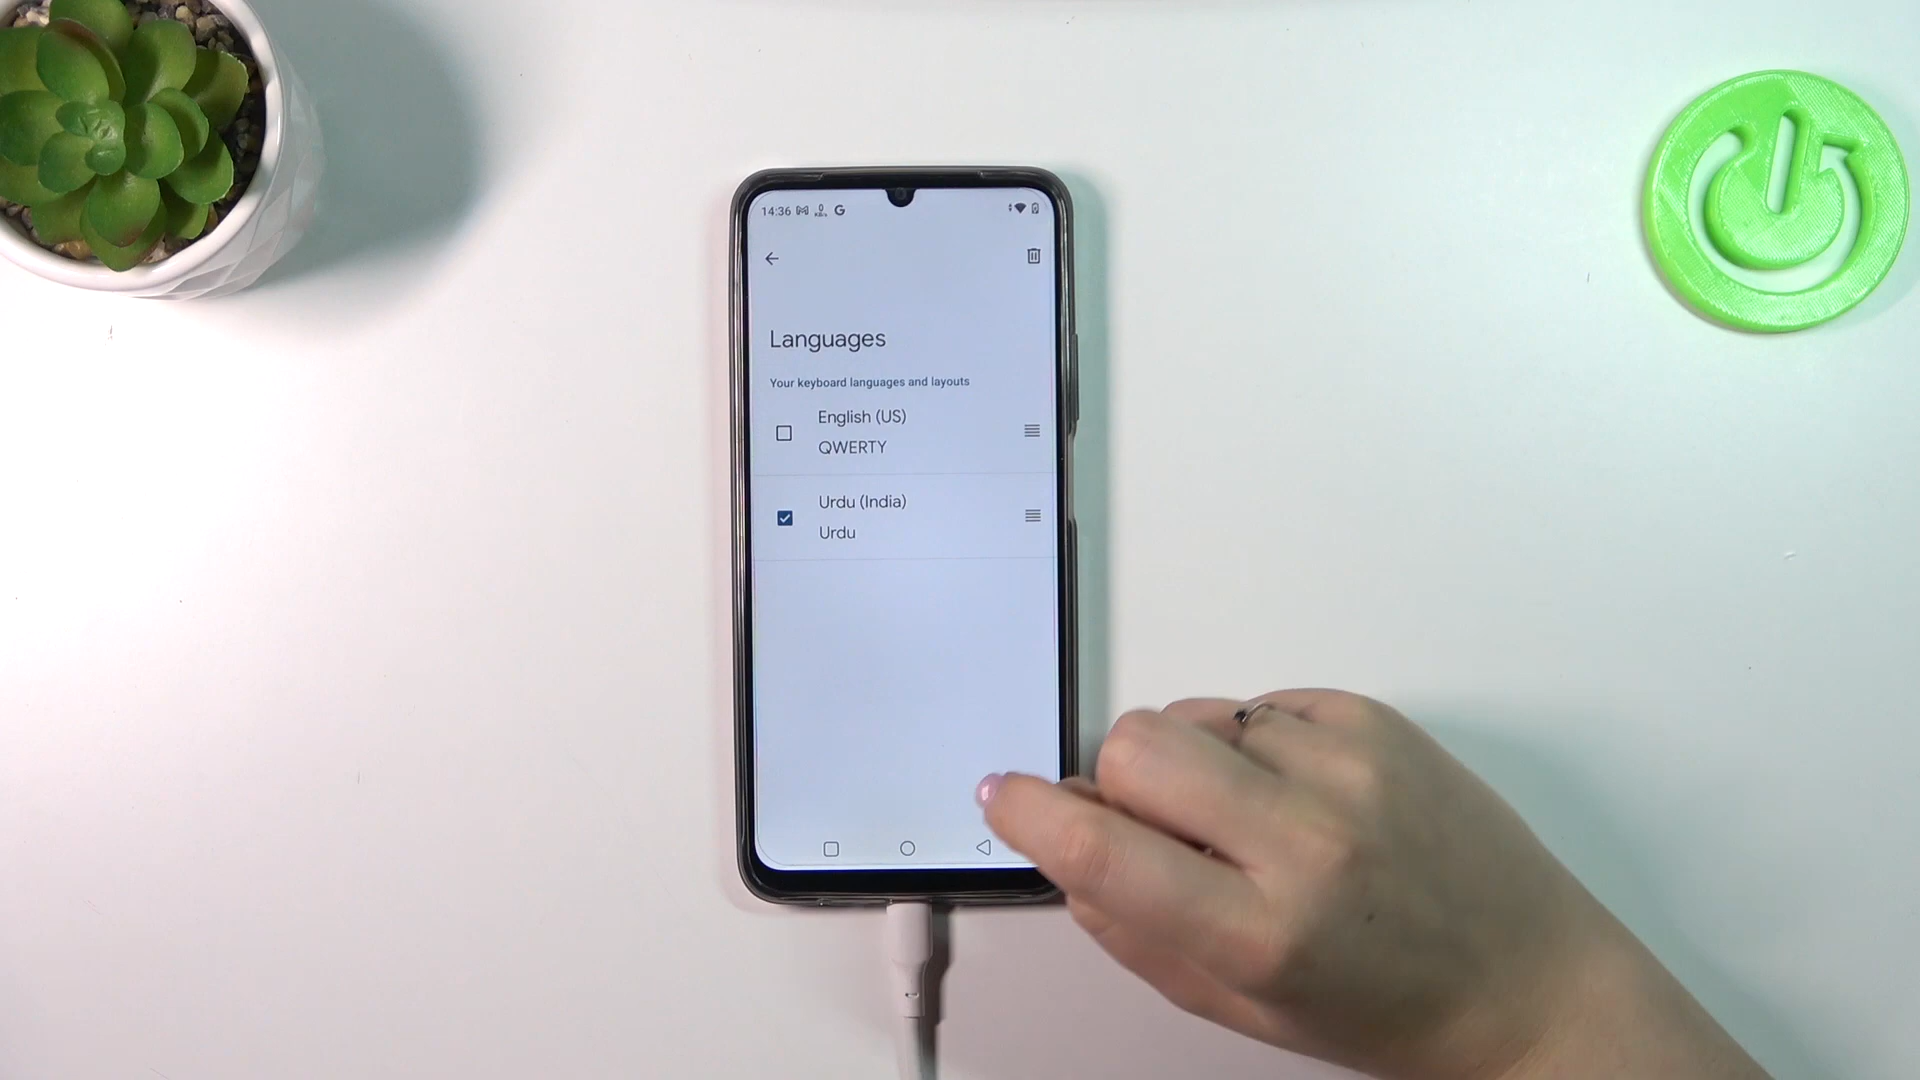 14:36
Languages
Your keyboard languages and layouts
English (US)
QWERTY
Urdu (India)
Urdu